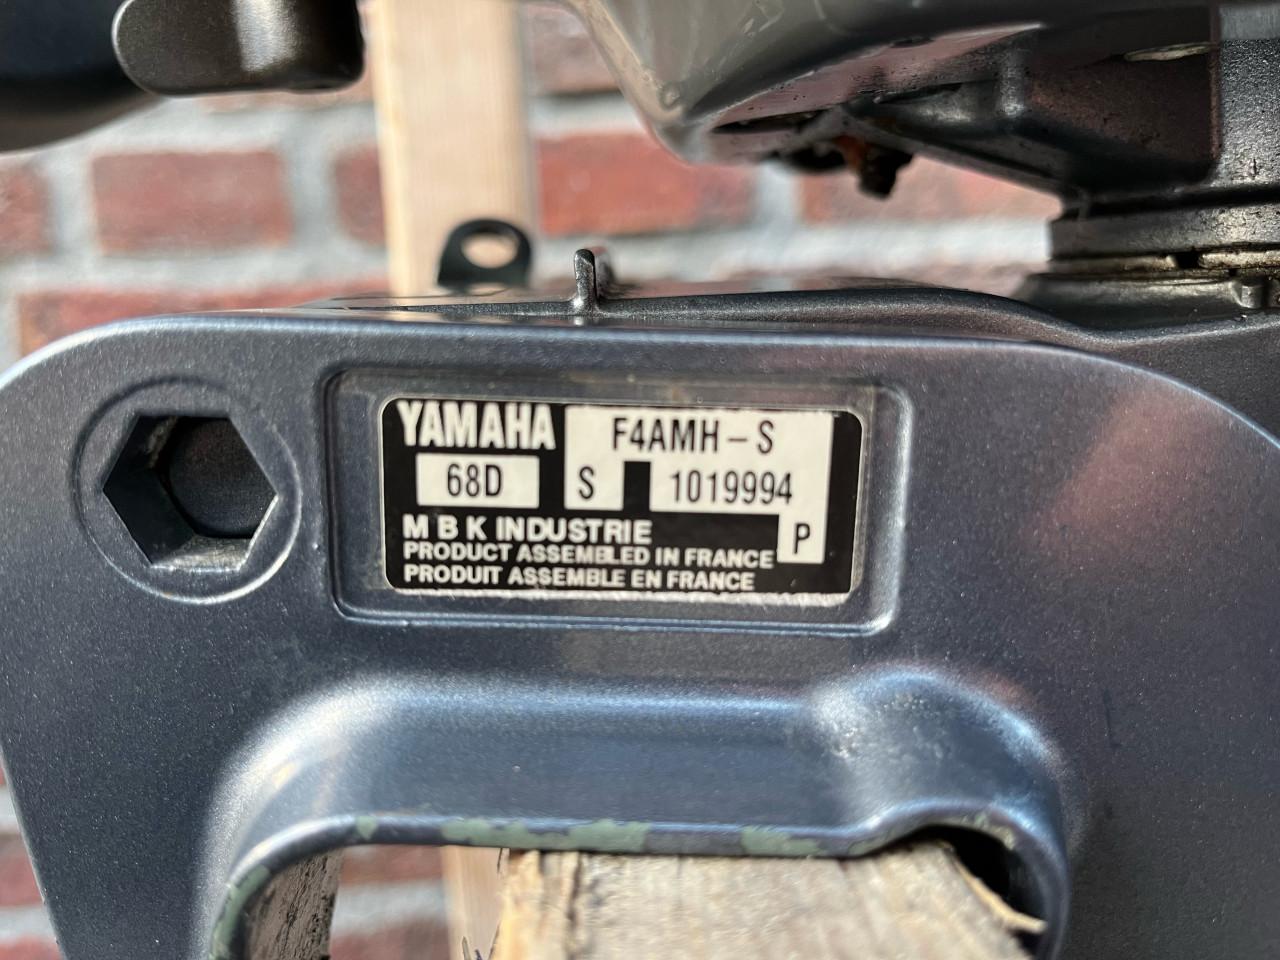 YAMAHA F4AMH-S
68D S 1019994
M B K INDUSTRIE P
PRODUCT ASSEMBLED IN FRANCE
PRODUIT ASSEMBLE EN FRANCE